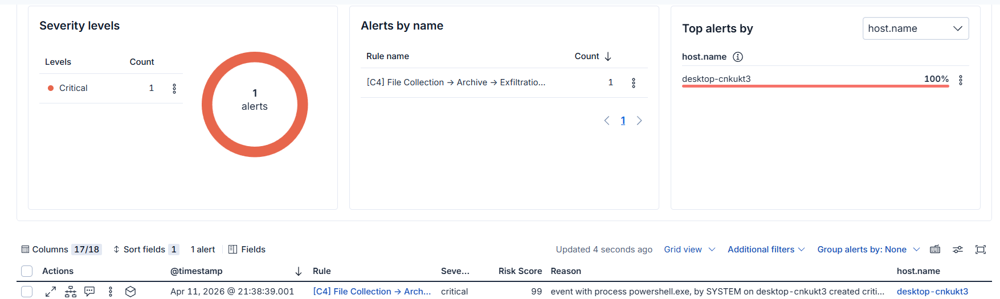 Severity levels
Levels Count
Critical 1
1
alerts
Alerts by name
Rule name Count
[C4] File Collection → Archive → Exfiltratio... 1
1
Top alerts by host.name
host.name
desktop-cnkukt3 100%
Columns 17/18 Sort fields 1 1 alert Fields Updated 4 seconds ago Grid view Additional filters Group alerts by: None
Actions @timestamp Rule Seve... Risk Score Reason host.name
Apr 11, 2026 @ 21:38:39.001 [C4] File Collection → Arch... critical 99 event with process powershell.exe, by SYSTEM on desktop-cnkukt3 created criti... desktop-cnkukt3